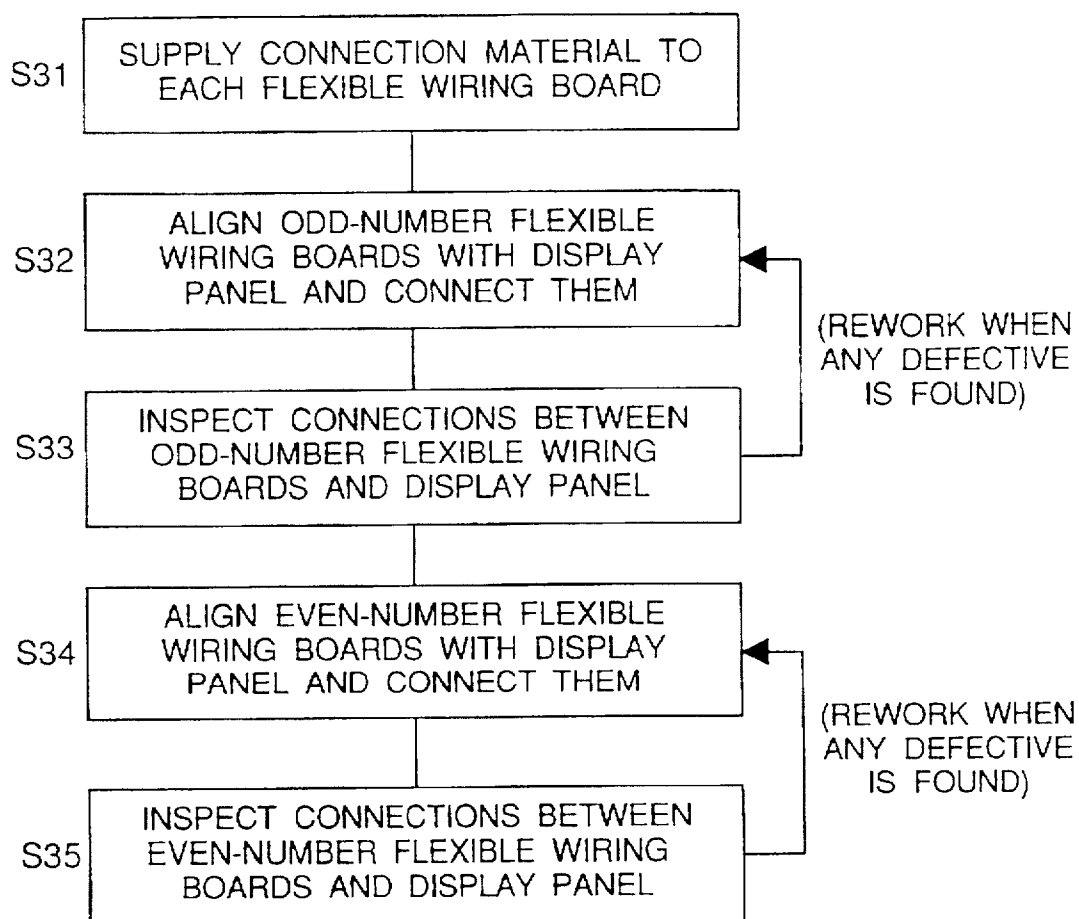 S31
SUPPLY CONNECTION MATERIAL TO
EACH FLEXIBLE WIRING BOARD
S32
ALIGN ODD-NUMBER FLEXIBLE
WIRING BOARDS WITH DISPLAY
PANEL AND CONNECT THEM
(REWORK WHEN
ANY DEFECTIVE
IS FOUND)
S33
INSPECT CONNECTIONS BETWEEN
ODD-NUMBER FLEXIBLE WIRING
BOARDS AND DISPLAY PANEL
S34
ALIGN EVEN-NUMBER FLEXIBLE
WIRING BOARDS WITH DISPLAY
PANEL AND CONNECT THEM
(REWORK WHEN
ANY DEFECTIVE
IS FOUND)
S35
INSPECT CONNECTIONS BETWEEN
EVEN-NUMBER FLEXIBLE WIRING
BOARDS AND DISPLAY PANEL